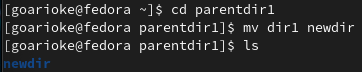 [goarioke@fedora ~]$ cd parentdir1
[goarioke@fedora parentdir1]$ mv dir1 newdir
[goarioke@fedora parentdir1]$ ls
newdir